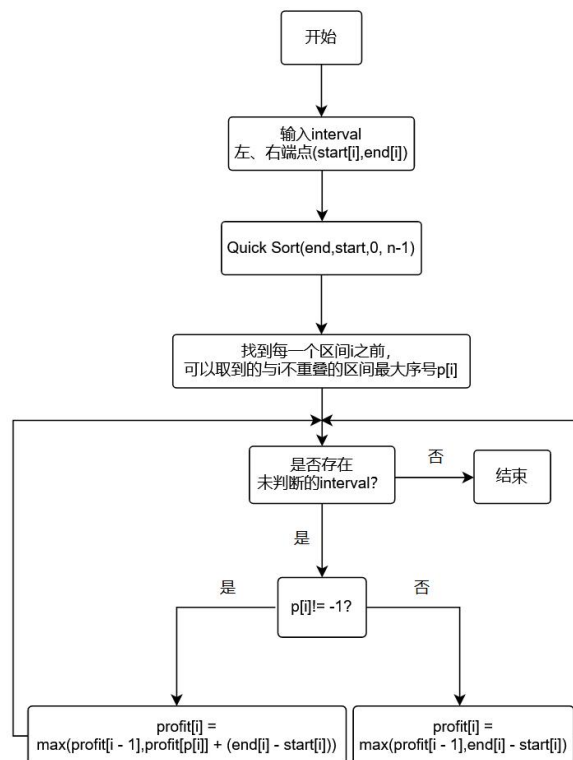 开始
输入interval
左、右端点(start[i],end[i])
Quick Sort(end,start,0, n-1)
找到每一个区间i之前，
可以取到的与i不重叠的区间最大序号p[i]
是否存在
未判断的interval？
否
结束
是
p[i]!= -1?
是
否
profit[i] =
max(profit[i - 1],profit[p[i]] + (end[i] - start[i]))
profit[i] =
max(profit[i - 1],end[i] - start[i])